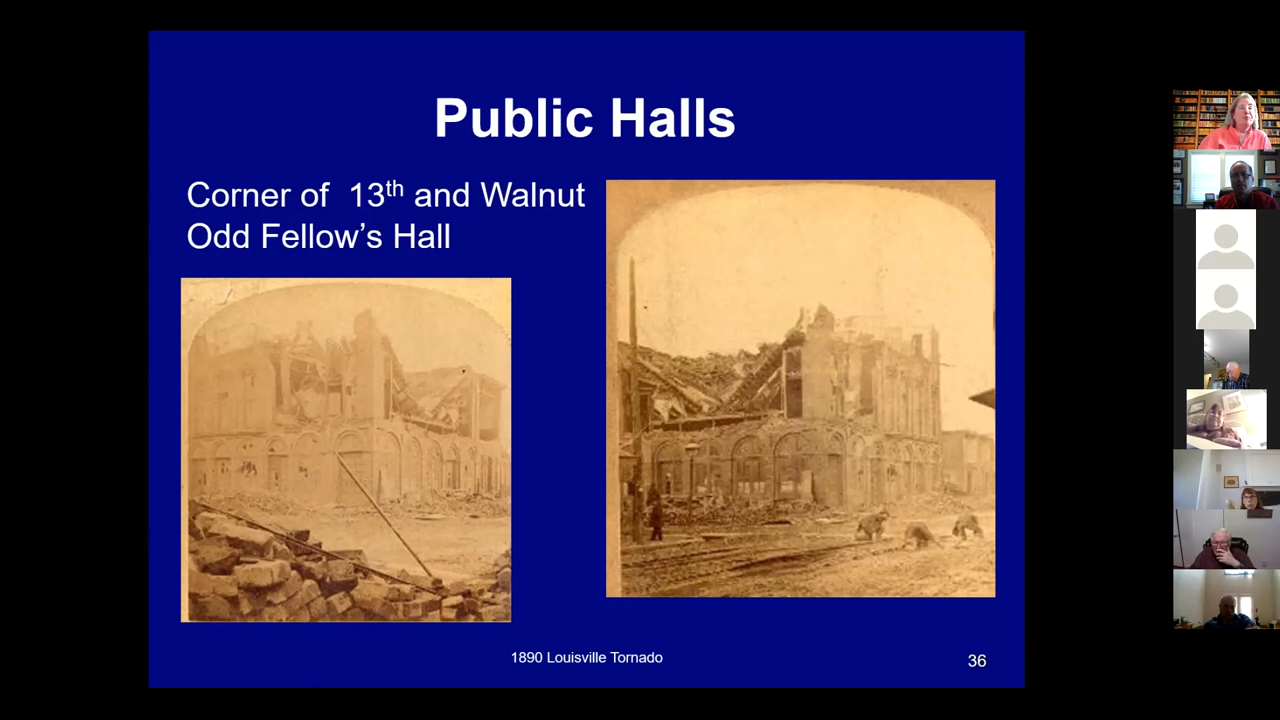 Public Halls
Corner of 13th and Walnut
Odd Fellow’s Hall
1890 Louisville Tornado
36